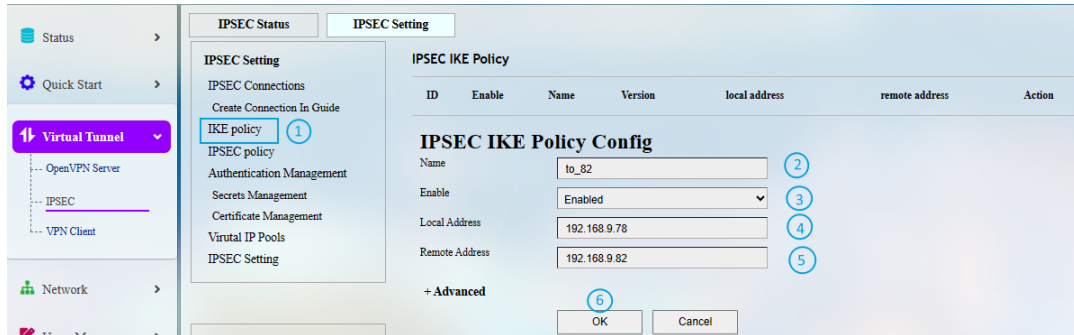 IPSEC Status
IPSEC Setting
Status
Quick Start
Virtual Tunnel
OpenVPN Server
IPSEC
VPN Client
Network
IPSEC Setting
IPSEC Connections
Create Connection In Guide
IKE policy 1
IPSEC policy
Authentication Management
Secrets Management
Certificate Management
Virutal IP Pools
IPSEC Setting
IPSEC IKE Policy
ID Enable Name Version local address remote address Action
IPSEC IKE Policy Config
Name to_82 2
Enable Enabled 3
Local Address 192.168.9.78 4
Remote Address 192.168.9.82 5
+ Advanced
6
OK Cancel